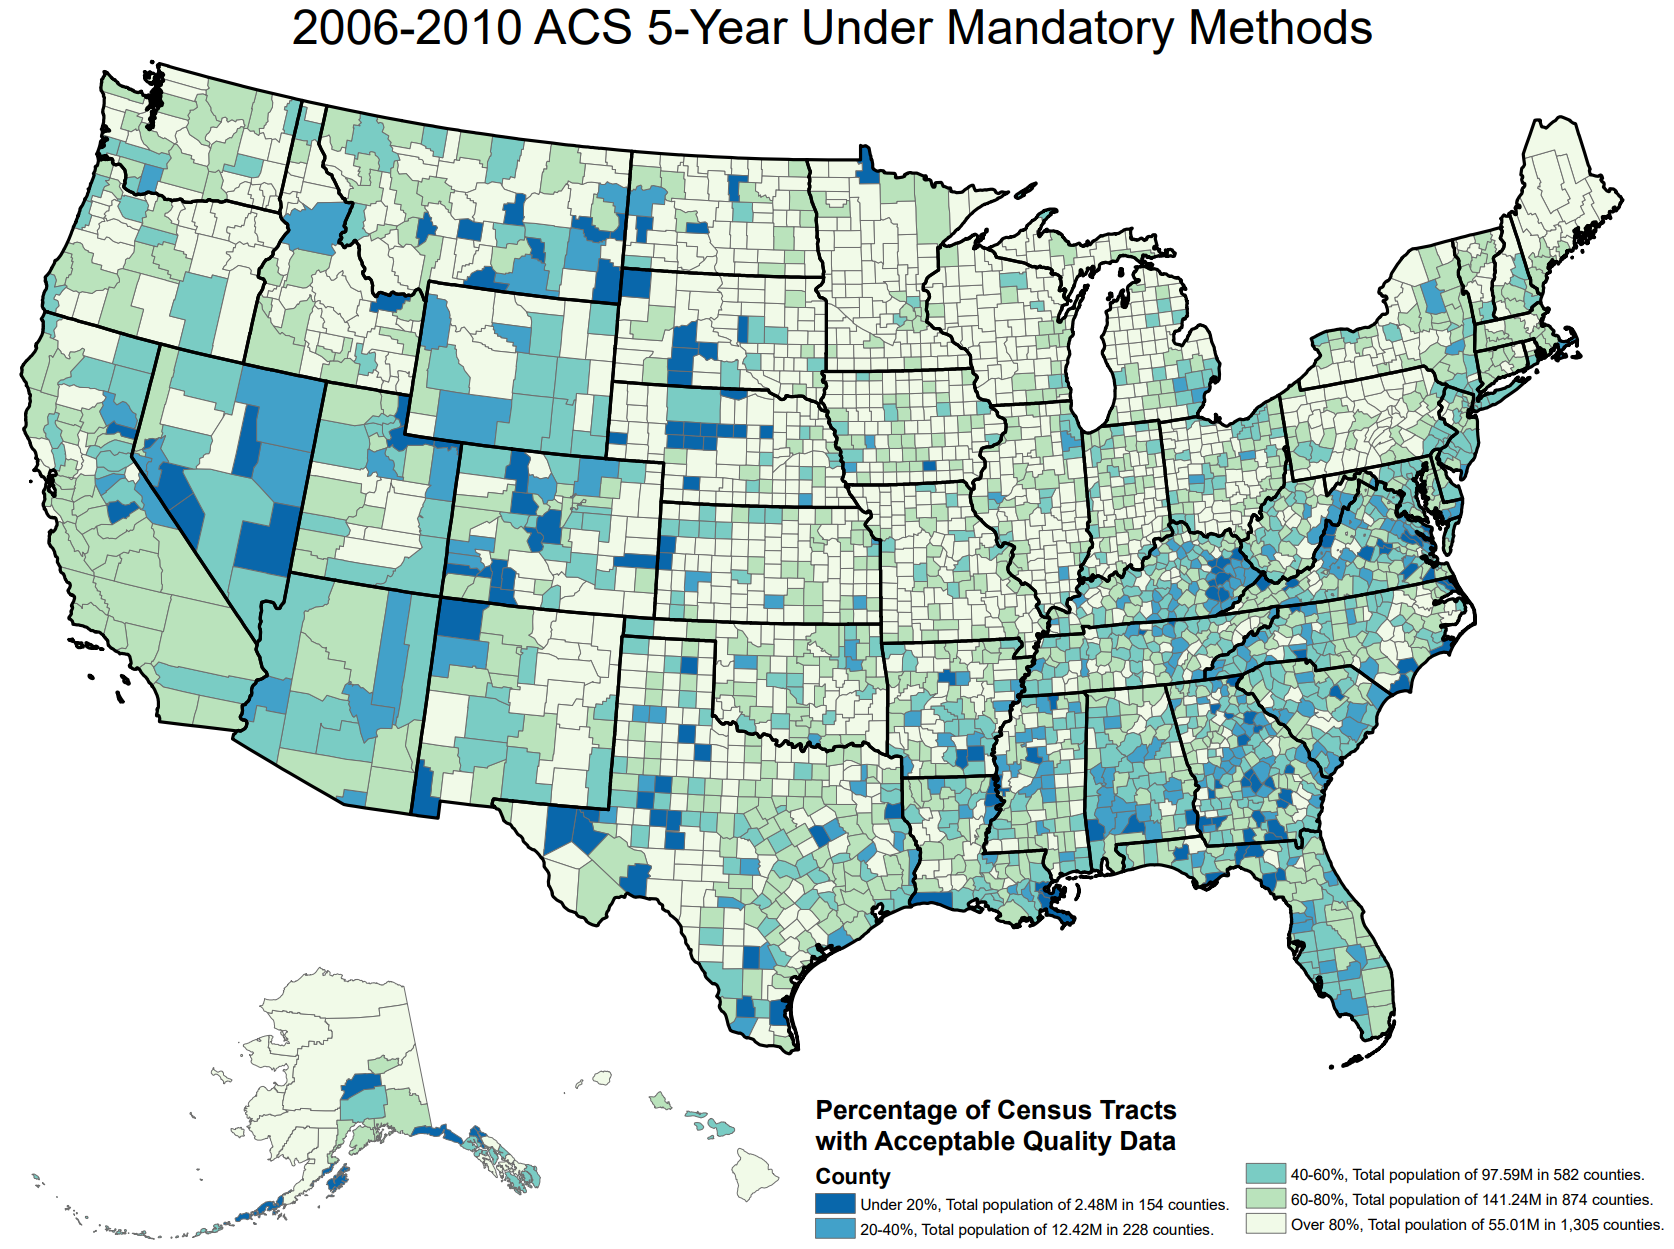 2006-2010 ACS 5-Year Under Mandatory Methods
Percentage of Census Tracts
with Acceptable Quality Data
County
Under 20%, Total population of 2.48M in 154 counties.
20-40%, Total population of 12.42M in 228 counties.
40-60%, Total population of 97.59M in 582 counties.
60-80%, Total population of 141.24M in 874 counties.
Over 80%, Total poulation of 55.01M in 1,305 counties.